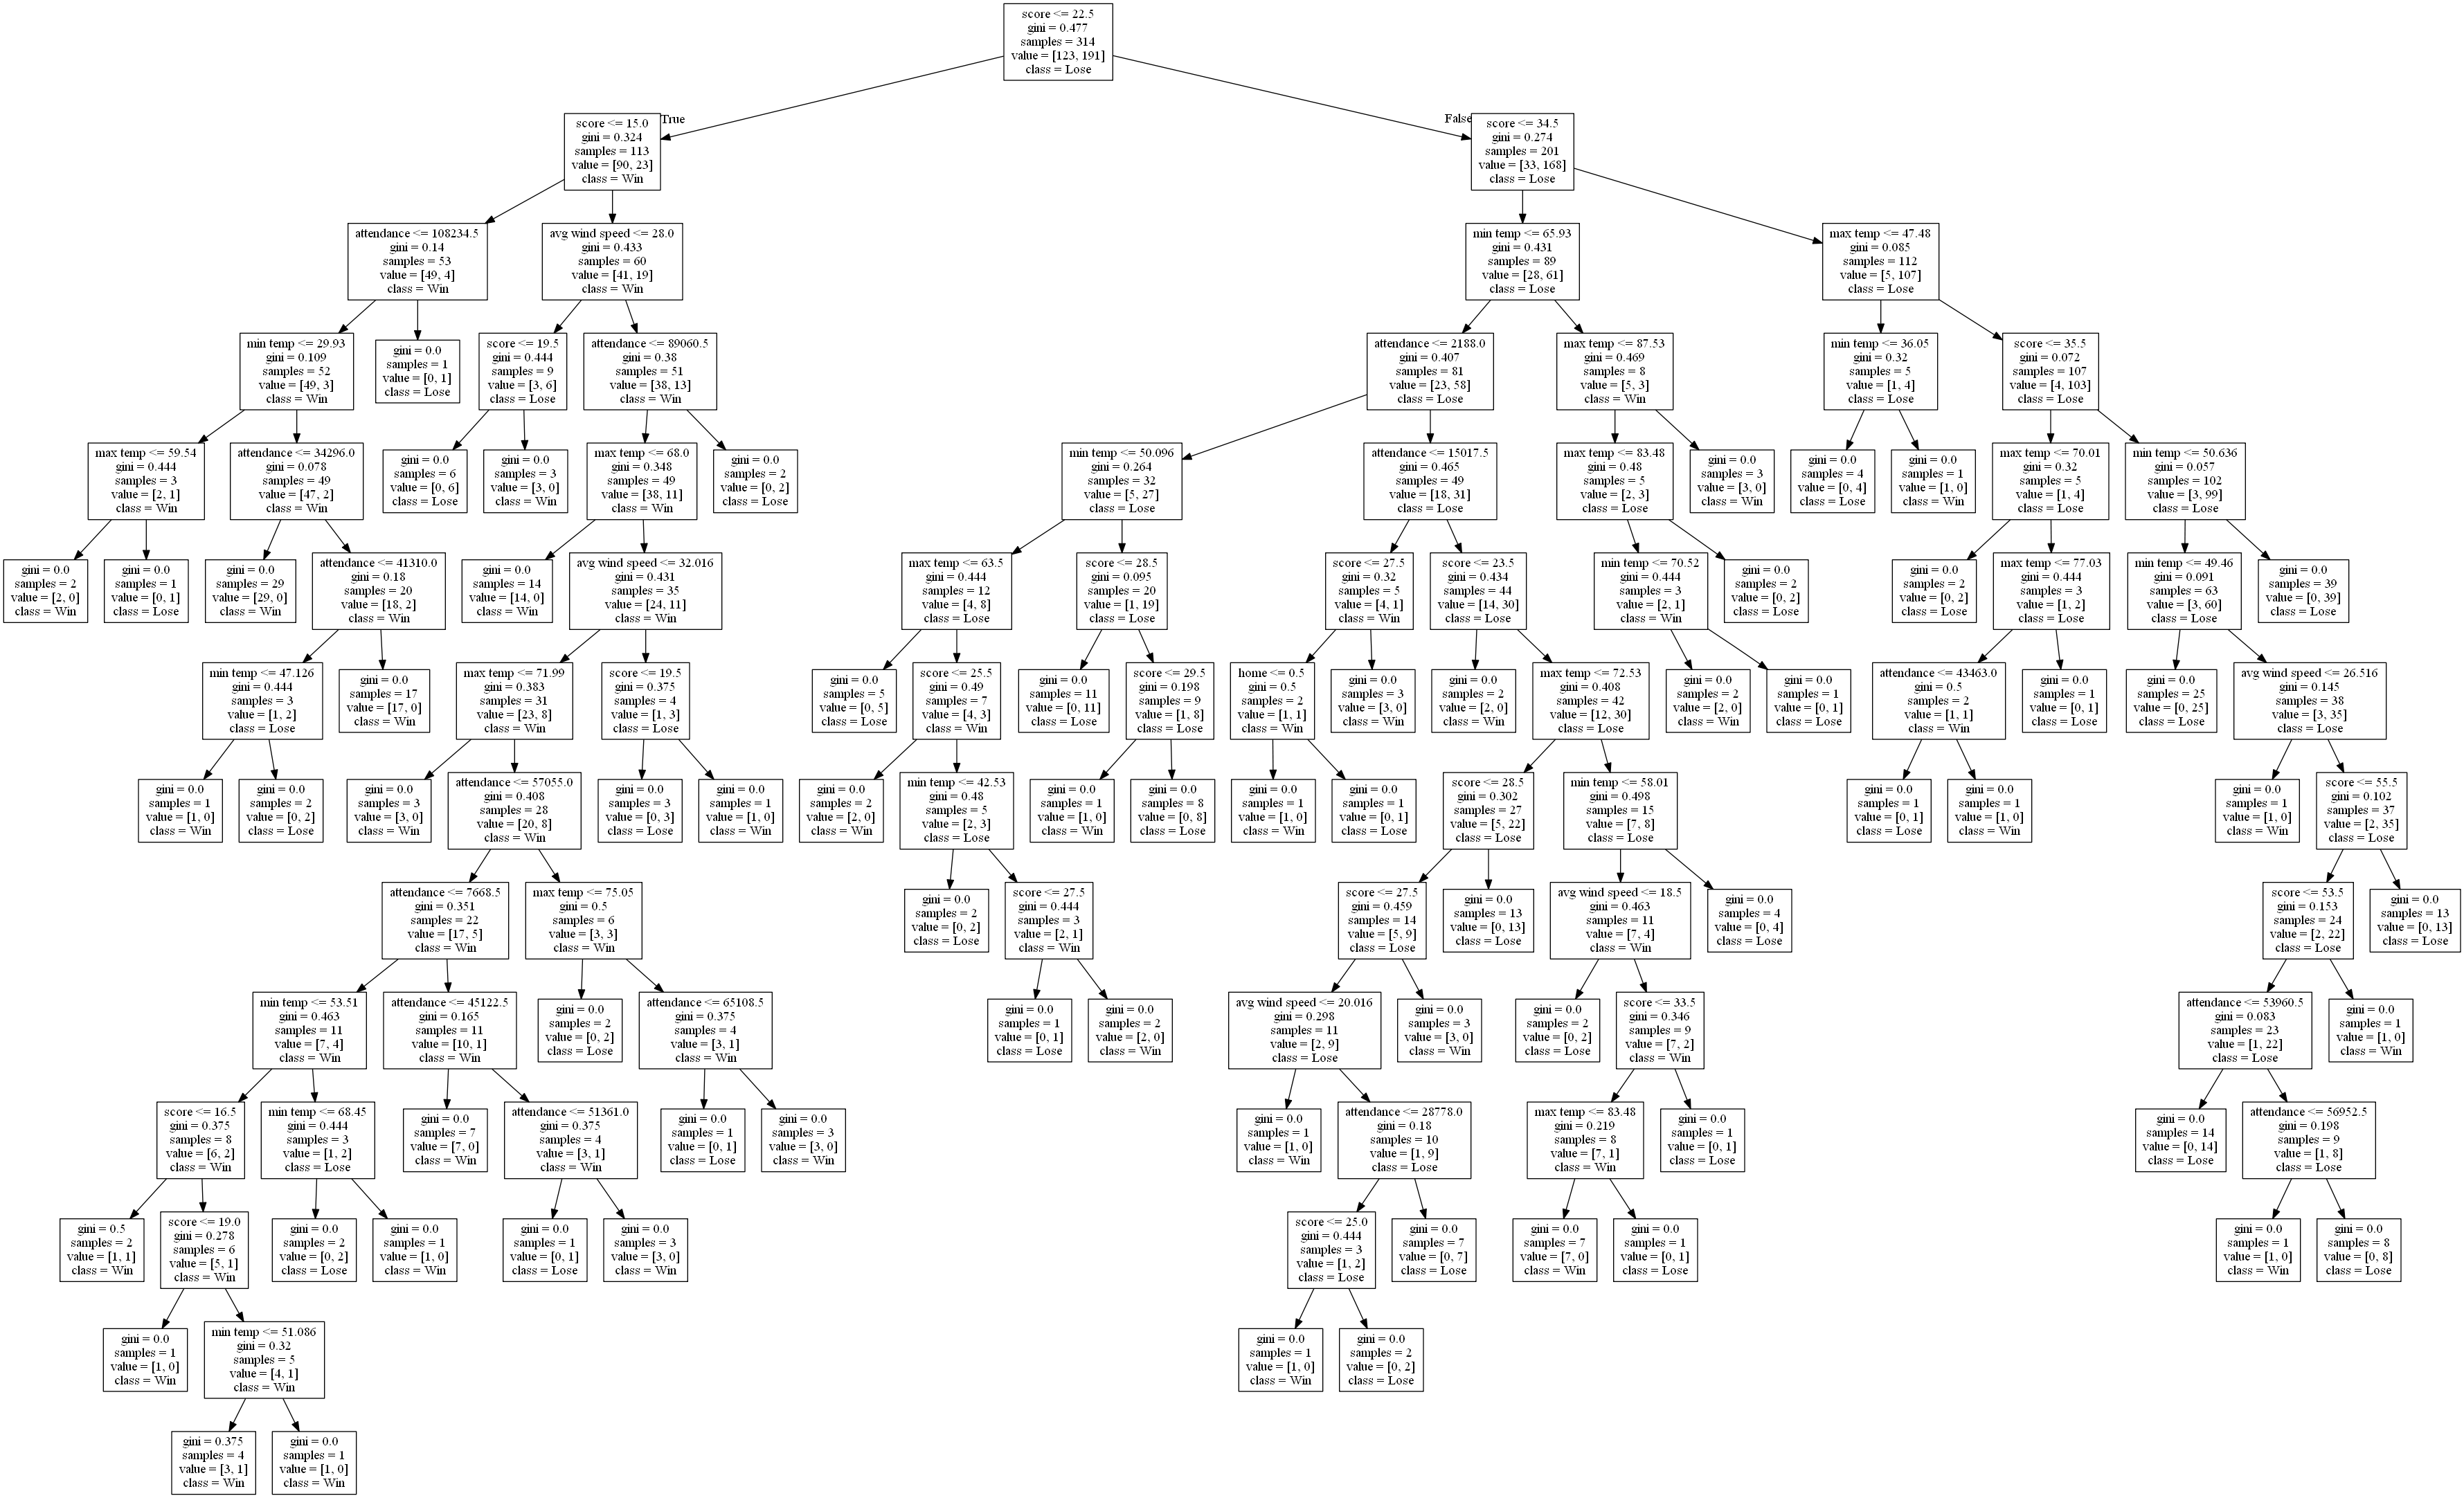 score <= 22.5
gini = 0.477
samples = 314
value = [123, 191]
class = Lose
True
False
score <= 15.0
gini = 0.324
samples = 113
value = [90, 23]
class = Win
score <= 34.5
gini = 0.274
samples = 201
value = [33, 168]
class = Lose
attendance <= 108234.5
gini = 0.14
samples = 53
value = [49, 4]
class = Win
avg wind speed <= 28.0
gini = 0.433
samples = 60
value = [41, 19]
class = Win
min temp <= 65.93
gini = 0.431
samples = 89
value = [28, 61]
class = Lose
max temp <= 47.48
gini = 0.085
samples = 112
value = [5, 107]
class = Lose
min temp <= 29.93
gini = 0.109
samples = 52
value = [49, 3]
class = Win
gini = 0.0
samples = 1
value = [0, 1]
class = Lose
score <= 19.5
gini = 0.444
samples = 9
value = [3, 6]
class = Lose
attendance <= 89060.5
gini = 0.38
samples = 51
value = [38, 13]
class = Win
attendance <= 2188.0
gini = 0.407
samples = 81
value = [23, 58]
class = Lose
max temp <= 87.53
gini = 0.469
samples = 8
value = [5, 3]
class = Win
min temp <= 36.05
gini = 0.32
samples = 5
value = [1, 4]
class = Lose
score <= 35.5
gini = 0.072
samples = 107
value = [4, 103]
class = Lose
max temp <= 59.54
gini = 0.444
samples = 3
value = [2, 1]
class = Win
attendance <= 34296.0
gini = 0.078
samples = 49
value = [47, 2]
class = Win
gini = 0.0
samples = 6
value = [0, 6]
class = Lose
gini = 0.0
samples = 3
value = [3, 0]
class = Win
max temp <= 68.0
gini = 0.348
samples = 49
value = [38, 11]
class = Win
gini = 0.0
samples = 2
value = [0, 2]
class = Lose
min temp <= 50.096
gini = 0.264
samples = 32
value = [5, 27]
class = Lose
attendance <= 15017.5
gini = 0.465
samples = 49
value = [18, 31]
class = Lose
max temp <= 83.48
gini = 0.48
samples = 5
value = [2, 3]
class = Lose
gini = 0.0
samples = 3
value = [3, 0]
class = Win
gini = 0.0
samples = 4
value = [0, 4]
class = Lose
gini = 0.0
samples = 1
value = [1, 0]
class = Win
max temp <= 70.01
gini = 0.32
samples = 5
value = [1, 4]
class = Lose
min temp <= 50.636
gini = 0.057
samples = 102
value = [3, 99]
class = Lose
gini = 0.0
samples = 2
value = [2, 0]
class = Win
gini = 0.0
samples = 1
value = [0, 1]
class = Lose
gini = 0.0
samples = 29
value = [29, 0]
class = Win
attendance <= 41310.0
gini = 0.18
samples = 20
value = [18, 2]
class = Win
gini = 0.0
samples = 14
value = [14, 0]
class = Win
avg wind speed <= 32.016
gini = 0.431
samples = 35
value = [24, 11]
class = Win
max temp <= 63.5
gini = 0.444
samples = 12
value = [4, 8]
class = Lose
score <= 28.5
gini = 0.095
samples = 20
value = [1, 19]
class = Lose
score <= 27.5
gini = 0.32
samples = 5
value = [4, 1]
class = Win
score <= 23.5
gini = 0.434
samples = 44
value = [14, 30]
class = Lose
min temp <= 70.52
gini = 0.444
samples = 3
value = [2, 1]
class = Win
gini = 0.0
samples = 2
value = [0, 2]
class = Lose
gini = 0.0
samples = 2
value = [0, 2]
class = Lose
max temp <= 77.03
gini = 0.444
samples = 3
value = [1, 2]
class = Lose
min temp <= 49.46
gini = 0.091
samples = 63
value = [3, 60]
class = Lose
gini = 0.0
samples = 39
value = [0, 39]
class = Lose
min temp <= 47.126
gini = 0.444
samples = 3
value = [1, 2]
class = Lose
gini = 0.0
samples = 17
value = [17, 0]
class = Win
max temp <= 71.99
gini = 0.383
samples = 31
value = [23, 8]
class = Win
score <= 19.5
gini = 0.375
samples = 4
value = [1, 3]
class = Lose
gini = 0.0
samples = 5
value = [0, 5]
class = Lose
score <= 25.5
gini = 0.49
samples = 7
value = [4, 3]
class = Win
gini = 0.0
samples = 11
value = [0, 11]
class = Lose
score <= 29.5
gini = 0.198
samples = 9
value = [1, 8]
class = Lose
home <= 0.5
gini = 0.5
samples = 2
value = [1, 1]
class = Win
gini = 0.0
samples = 3
value = [3, 0]
class = Win
gini = 0.0
samples = 2
value = [2, 0]
class = Win
max temp <= 72.53
gini = 0.408
samples = 42
value = [12, 30]
class = Lose
gini = 0.0
samples = 2
value = [2, 0]
class = Win
gini = 0.0
samples = 1
value = [0, 1]
class = Lose
attendance <= 43463.0
gini = 0.5
samples = 2
value = [1, 1]
class = Win
gini = 0.0
samples = 1
value = [0, 1]
class = Lose
gini = 0.0
samples = 25
value = [0, 25]
class = Lose
avg wind speed <= 26.516
gini = 0.145
samples = 38
value = [3, 35]
class = Lose
gini = 0.0
samples = 1
value = [1, 0]
class = Win
gini = 0.0
samples = 2
value = [0, 2]
class = Lose
gini = 0.0
samples = 3
value = [3, 0]
class = Win
attendance <= 57055.0
gini = 0.408
samples = 28
value = [20, 8]
class = Win
gini = 0.0
samples = 3
value = [0, 3]
class = Lose
gini = 0.0
samples = 1
value = [1, 0]
class = Win
gini = 0.0
samples = 2
value = [2, 0]
class = Win
min temp <= 42.53
gini = 0.48
samples = 5
value = [2, 3]
class = Lose
gini = 0.0
samples = 1
value = [1, 0]
class = Win
gini = 0.0
samples = 8
value = [0, 8]
class = Lose
gini = 0.0
samples = 1
value = [1, 0]
class = Win
gini = 0.0
samples = 1
value = [0, 1]
class = Lose
score <= 28.5
gini = 0.302
samples = 27
value = [5, 22]
class = Lose
min temp <= 58.01
gini = 0.498
samples = 15
value = [7, 8]
class = Lose
gini = 0.0
samples = 1
value = [0, 1]
class = Lose
gini = 0.0
samples = 1
value = [1, 0]
class = Win
gini = 0.0
samples = 1
value = [1, 0]
class = Win
score <= 55.5
gini = 0.102
samples = 37
value = [2, 35]
class = Lose
attendance <= 7668.5
gini = 0.351
samples = 22
value = [17, 5]
class = Win
max temp <= 75.05
gini = 0.5
samples = 6
value = [3, 3]
class = Win
gini = 0.0
samples = 2
value = [0, 2]
class = Lose
score <= 27.5
gini = 0.444
samples = 3
value = [2, 1]
class = Win
score <= 27.5
gini = 0.459
samples = 14
value = [5, 9]
class = Lose
gini = 0.0
samples = 13
value = [0, 13]
class = Lose
avg wind speed <= 18.5
gini = 0.463
samples = 11
value = [7, 4]
class = Win
gini = 0.0
samples = 4
value = [0, 4]
class = Lose
score <= 53.5
gini = 0.153
samples = 24
value = [2, 22]
class = Lose
gini = 0.0
samples = 13
value = [0, 13]
class = Lose
min temp <= 53.51
gini = 0.463
samples = 11
value = [7, 4]
class = Win
attendance <= 45122.5
gini = 0.165
samples = 11
value = [10, 1]
class = Win
gini = 0.0
samples = 2
value = [0, 2]
class = Lose
attendance <= 65108.5
gini = 0.375
samples = 4
value = [3, 1]
class = Win
gini = 0.0
samples = 1
value = [0, 1]
class = Lose
gini = 0.0
samples = 2
value = [2, 0]
class = Win
avg wind speed <= 20.016
gini = 0.298
samples = 11
value = [2, 9]
class = Lose
gini = 0.0
samples = 3
value = [3, 0]
class = Win
gini = 0.0
samples = 2
value = [0, 2]
class = Lose
score <= 33.5
gini = 0.346
samples = 9
value = [7, 2]
class = Win
attendance <= 53960.5
gini = 0.083
samples = 23
value = [1, 22]
class = Lose
gini = 0.0
samples = 1
value = [1, 0]
class = Win
score <= 16.5
gini = 0.375
samples = 8
value = [6, 2]
class = Win
min temp <= 68.45
gini = 0.444
samples = 3
value = [1, 2]
class = Lose
gini = 0.0
samples = 7
value = [7, 0]
class = Win
attendance <= 51361.0
gini = 0.375
samples = 4
value = [3, 1]
class = Win
gini = 0.0
samples = 1
value = [0, 1]
class = Lose
gini = 0.0
samples = 3
value = [3, 0]
class = Win
gini = 0.0
samples = 1
value = [1, 0]
class = Win
attendance <= 28778.0
gini = 0.18
samples = 10
value = [1, 9]
class = Lose
max temp <= 83.48
gini = 0.219
samples = 8
value = [7, 1]
class = Win
gini = 0.0
samples = 1
value = [0, 1]
class = Lose
gini = 0.0
samples = 14
value = [0, 14]
class = Lose
attendance <= 56952.5
gini = 0.198
samples = 9
value = [1, 8]
class = Lose
gini = 0.5
samples = 2
value = [1, 1]
class = Win
score <= 19.0
gini = 0.278
samples = 6
value = [5, 1]
class = Win
gini = 0.0
samples = 2
value = [0, 2]
class = Lose
gini = 0.0
samples = 1
value = [1, 0]
class = Win
gini = 0.0
samples = 1
value = [0, 1]
class = Lose
gini = 0.0
samples = 3
value = [3, 0]
class = Win
score <= 25.0
gini = 0.444
samples = 3
value = [1, 2]
class = Lose
gini = 0.0
samples = 7
value = [0, 7]
class = Lose
gini = 0.0
samples = 7
value = [7, 0]
class = Win
gini = 0.0
samples = 1
value = [0, 1]
class = Lose
gini = 0.0
samples = 1
value = [1, 0]
class = Win
gini = 0.0
samples = 8
value = [0, 8]
class = Lose
gini = 0.0
samples = 1
value = [1, 0]
class = Win
min temp <= 51.086
gini = 0.32
samples = 5
value = [4, 1]
class = Win
gini = 0.0
samples = 1
value = [1, 0]
class = Win
gini = 0.0
samples = 2
value = [0, 2]
class = Lose
gini = 0.375
samples = 4
value = [3, 1]
class = Win
gini = 0.0
samples = 1
value = [1, 0]
class = Win